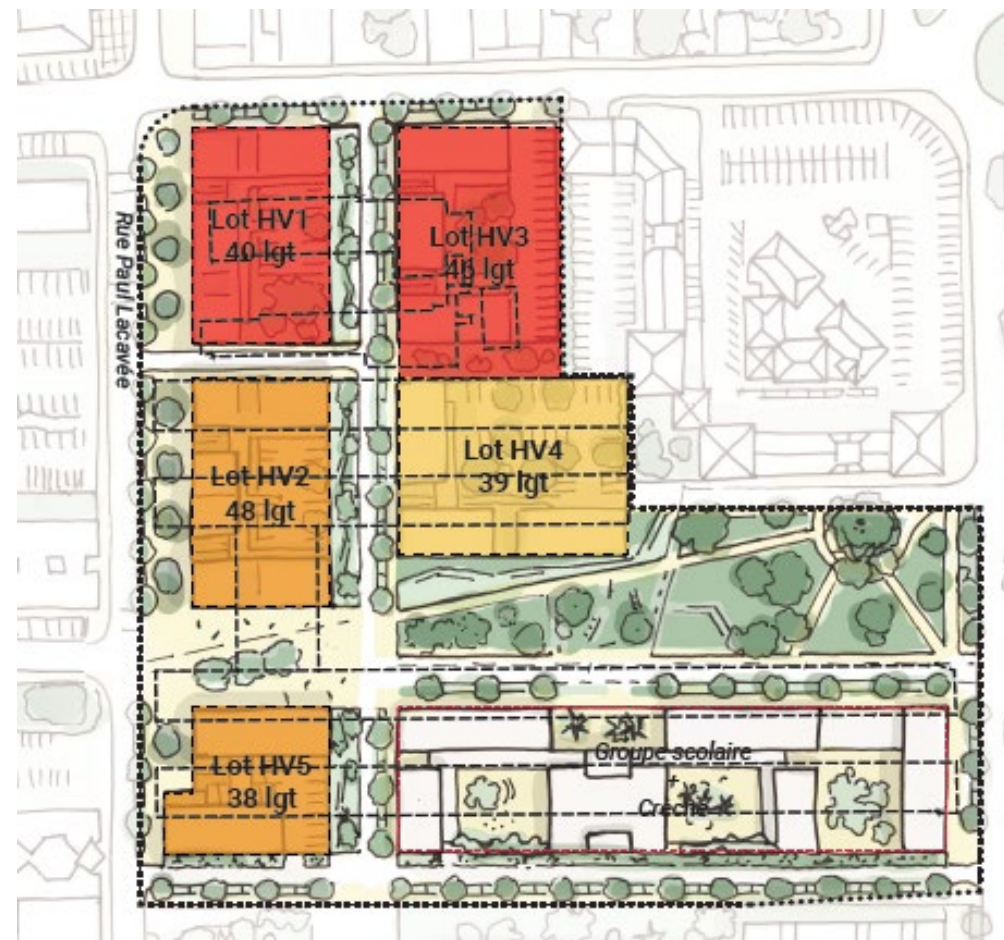 Lot HV1
40 lgt
Lot HV3
46 lgt
Rue Paul Lacavée
Lot HV2
48 lgt
Lot HV4
39 lgt
Lot HV5
38 lgt
Groupe scolaire
+
Crèche